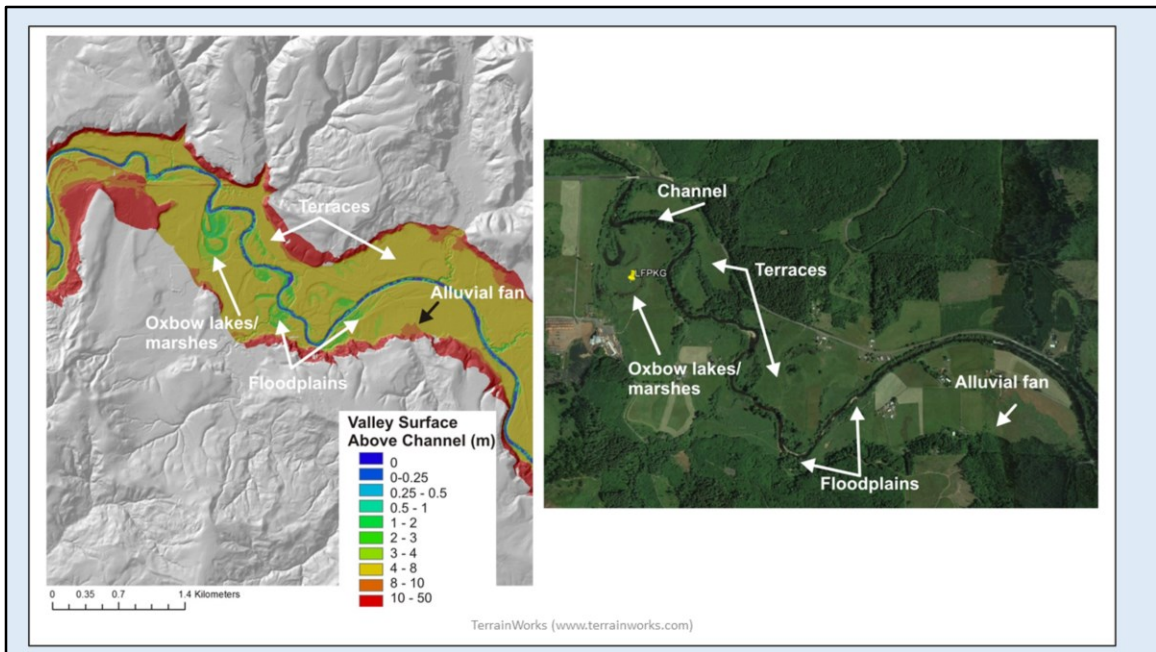 Terraces
Alluvial fan
Oxbow lakes/
marshes
Floodplains
Valley Surface
Above Channel (m)
0
0-0.25
0.25 - 0.5
0.5 - 1
1 - 2
2 - 3
3 - 4
4 - 8
8 - 10
10 - 50
0 0.35 0.7 1.4 Kilometers
Channel
LFPKG
Terraces
Oxbow lakes/
marshes
Alluvial fan
Floodplains
TerrainWorks (www.terrainworks.com)